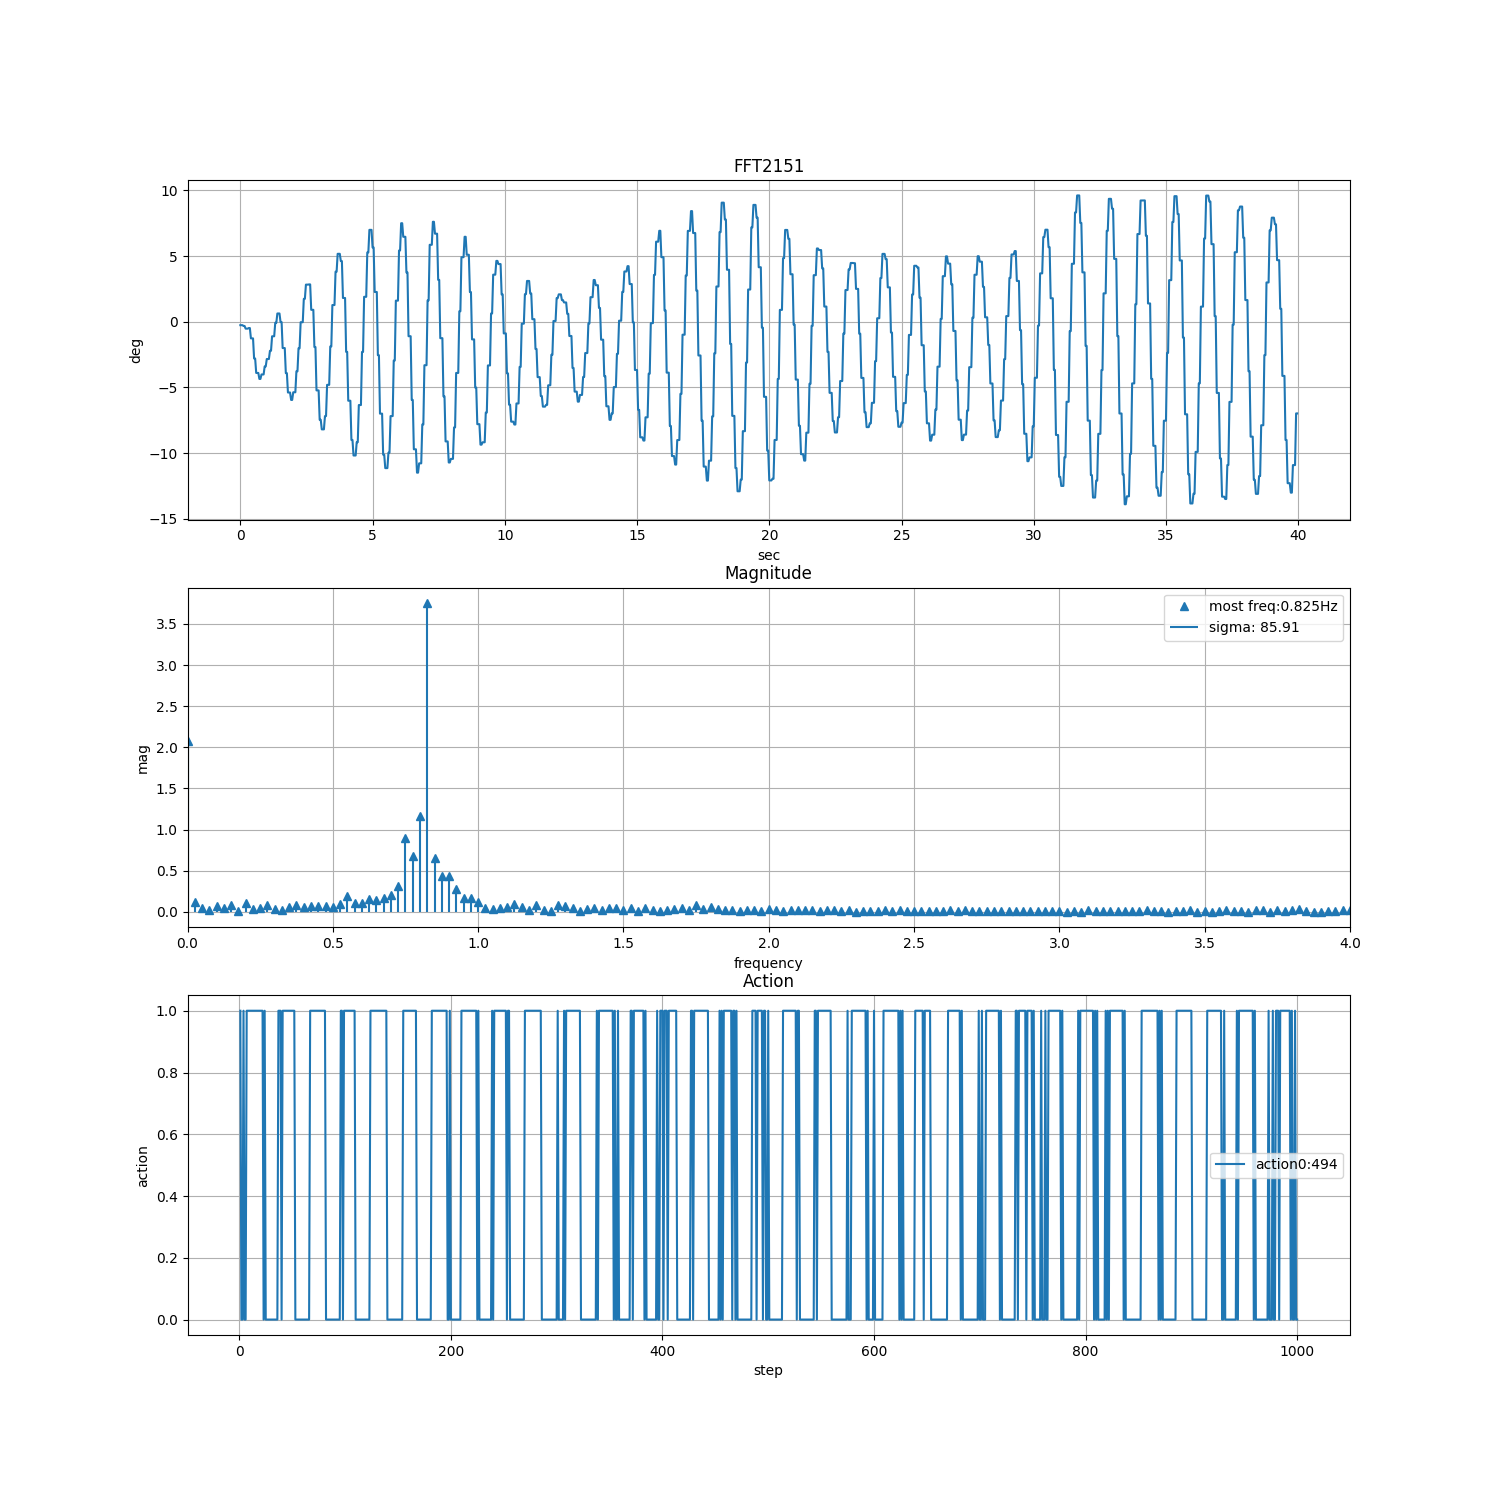 FFT2151
10
5
0
−5
−10
−15
deg
0 5 10 15 20 25 30 35 40
sec
Magnitude
most freq:0.825Hz
sigma: 85.91
3.5
3.0
2.5
2.0
1.5
1.0
0.5
0.0
mag
0.0 0.5 1.0 1.5 2.0 2.5 3.0 3.5 4.0
frequency
Action
1.0
0.8
0.6
0.4
0.2
0.0
action
action0:494
0 200 400 600 800 1000
step